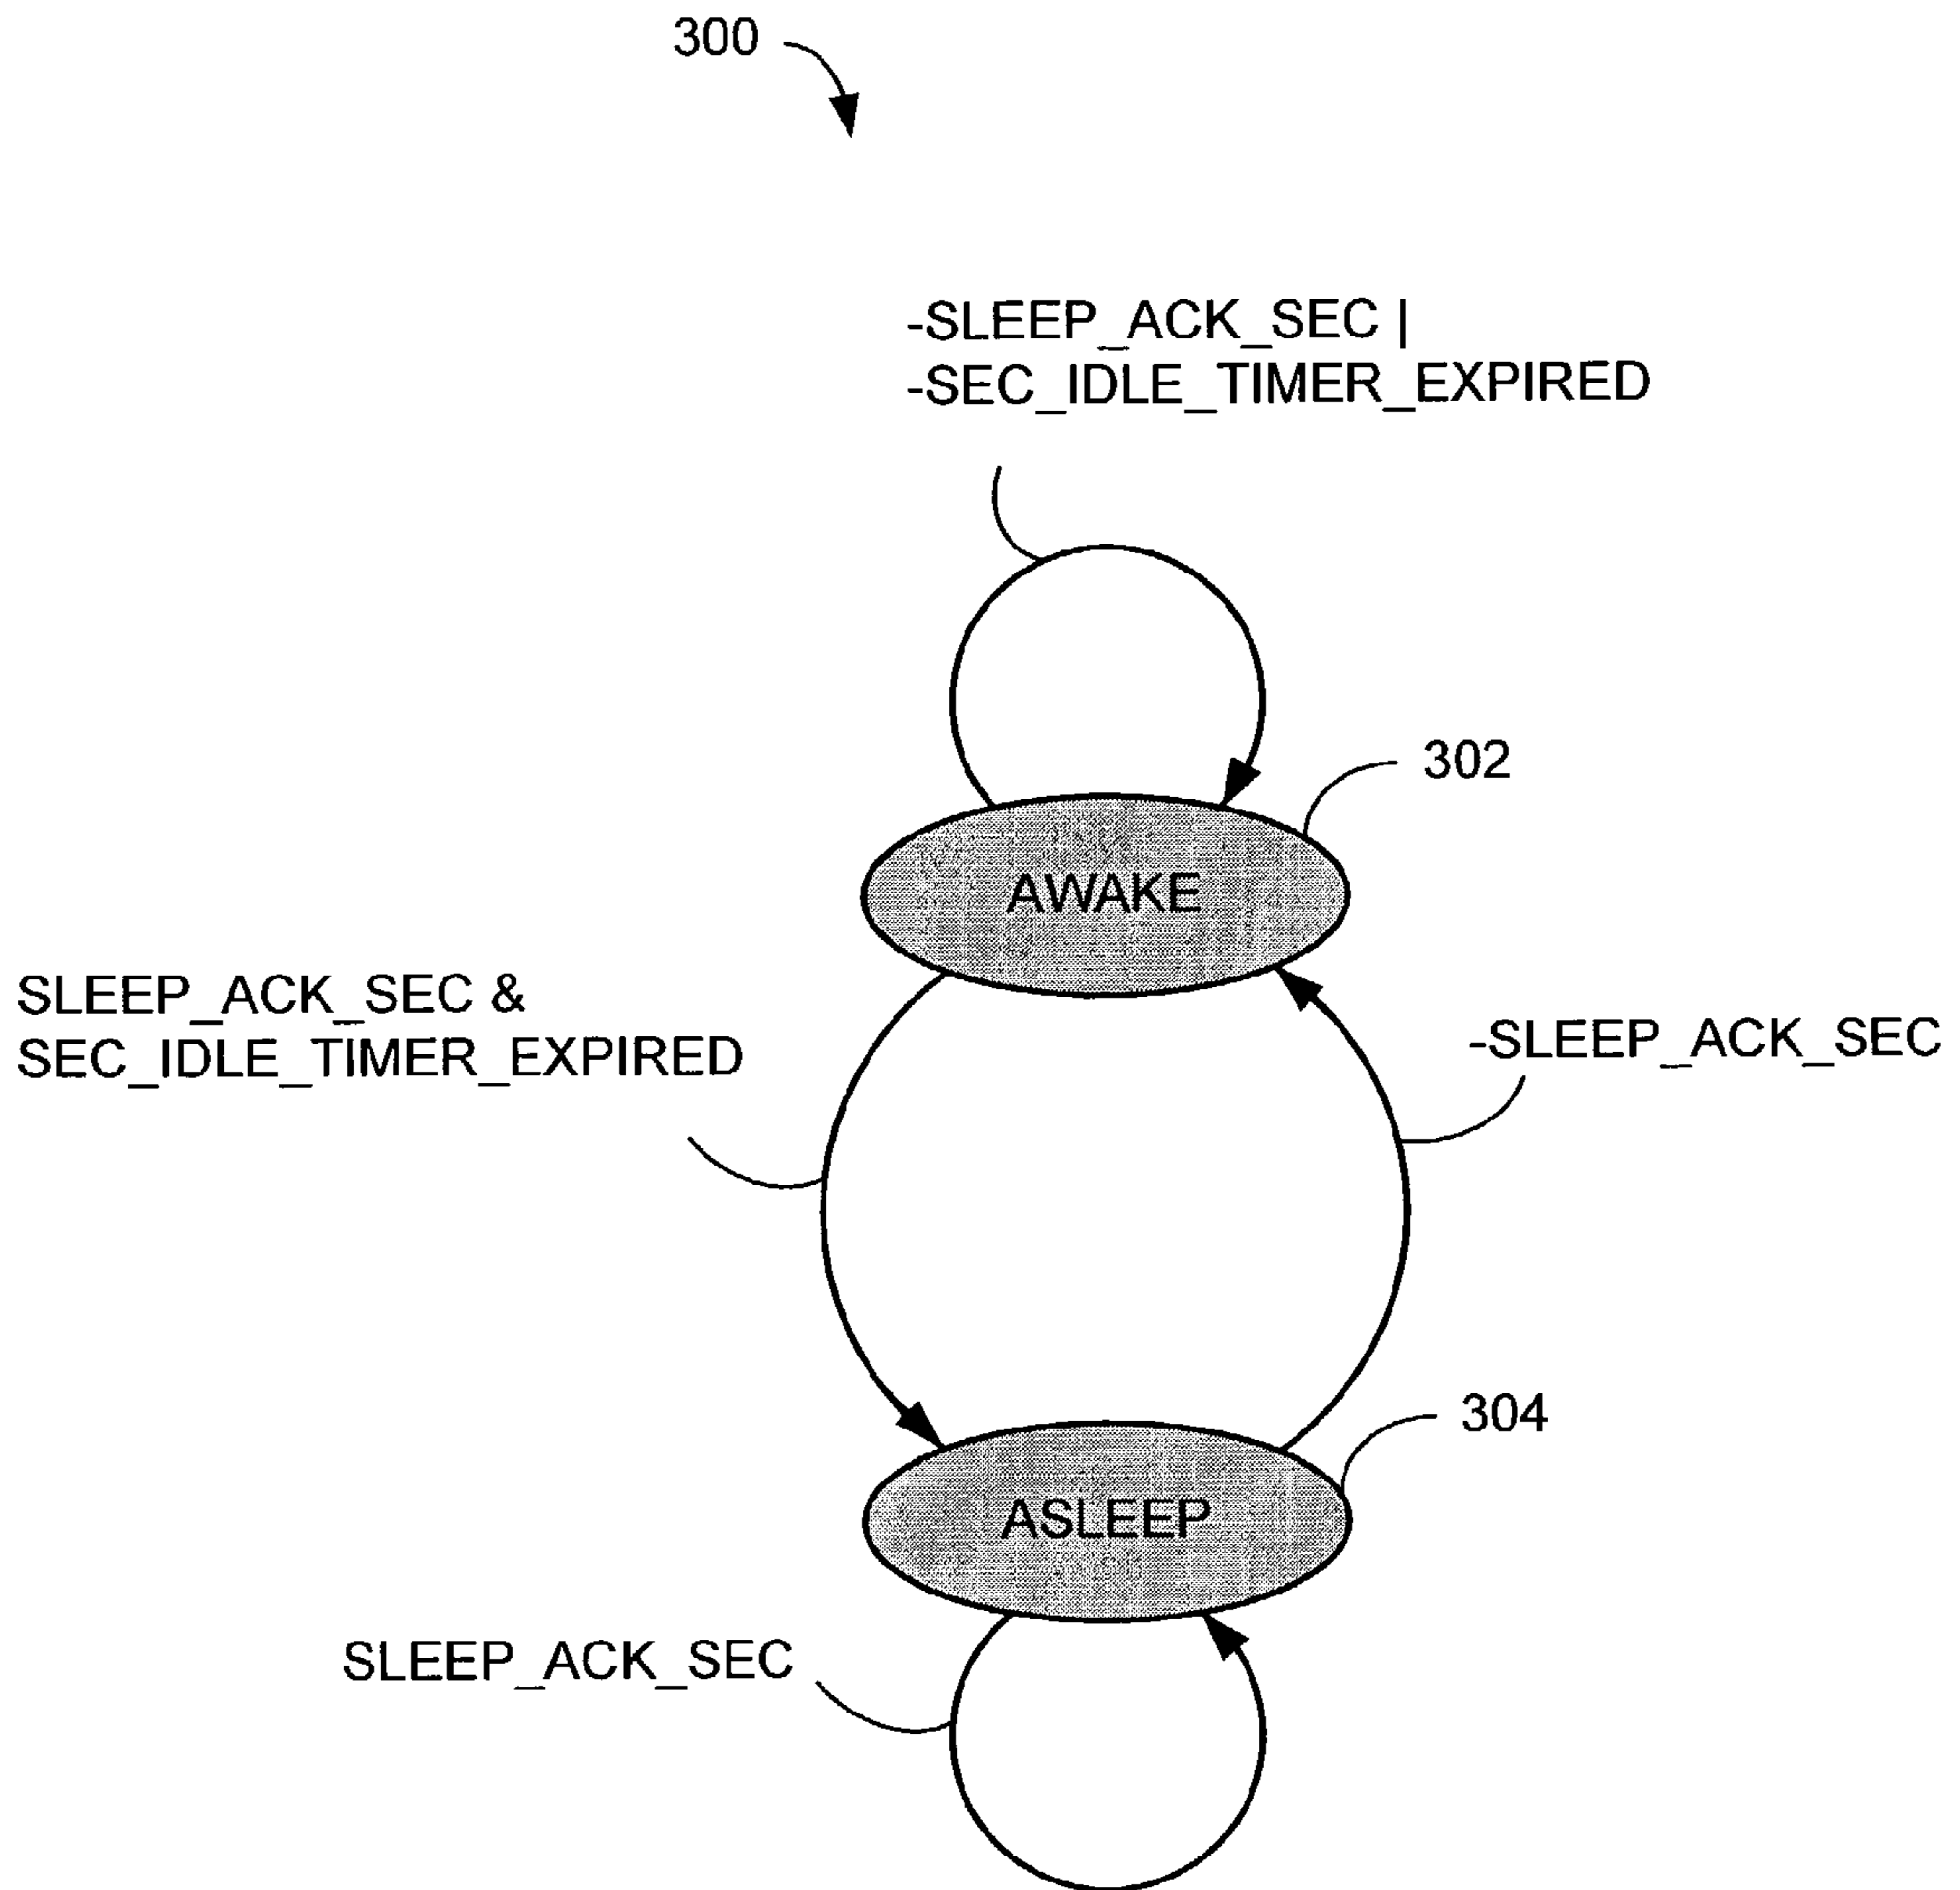 300
-SLEEP_ACK_SEC |
-SEC_IDLE_TIMER_EXPIRED
302
AWAKE
SLEEP_ACK_SEC &
SEC_IDLE_TIMER_EXPIRED
-SLEEP_ACK_SEC
304
ASLEEP
SLEEP_ACK_SEC